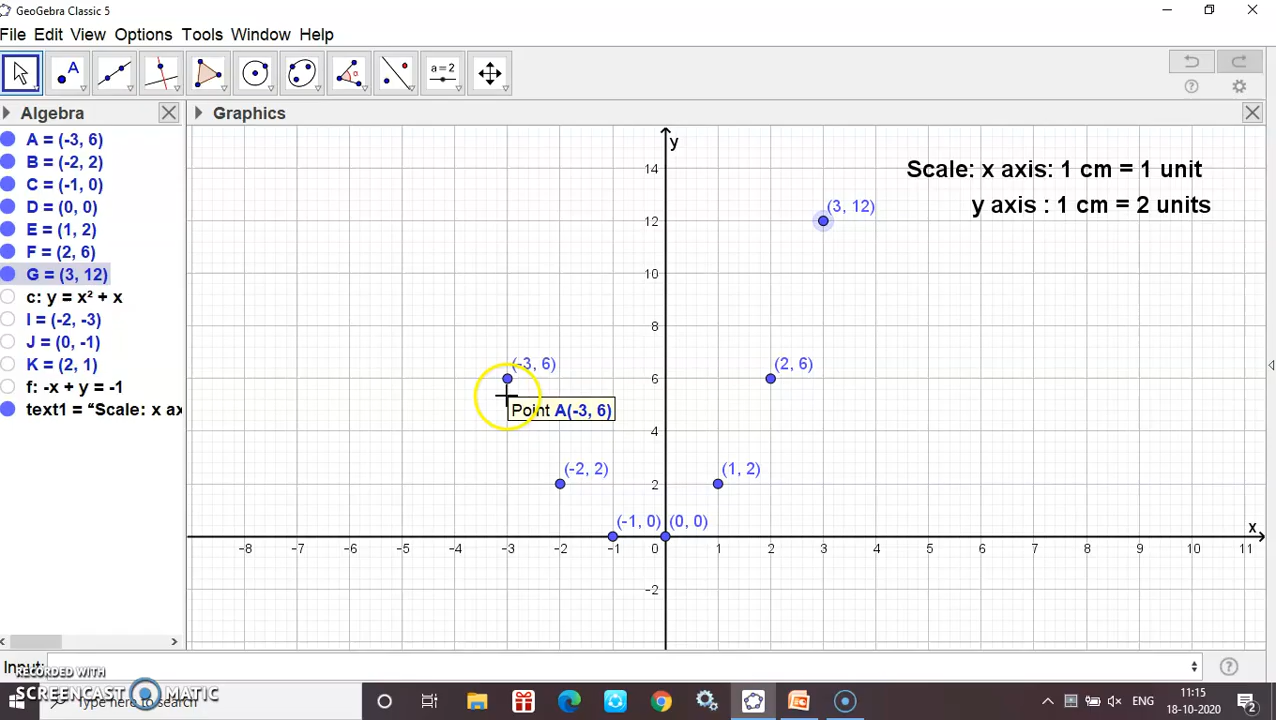 GeoGebra Classic 5
File Edit View Options Tools Window Help
A
α
a = 2
Algebra
Graphics
A = (-3, 6)
B = (-2, 2)
C = (-1, 0)
D = (0, 0)
E = (1, 2)
F = (2, 6)
G = (3, 12)
c: y = x² + x
I = (-2, -3)
J = (0, -1)
K = (2, 1)
f: -x + y = -1
text1 = “Scale: x ax
y
Scale: x axis: 1 cm = 1 unit
y axis : 1 cm = 2 units
14
(3, 12)
12
10
8
(-3, 6)
(2, 6)
6
Point A(-3, 6)
4
(-2, 2)
(1, 2)
2
(-1, 0) (0, 0)
x
-8 -7 -6 -5 -4 -3 -2 -1 0 1 2 3 4 5 6 7 8 9 10 11
-2
Input:
RECORDED WITH
SCREENCAST MATIC
Type here to search
ENG
11:15
18-10-2020
2